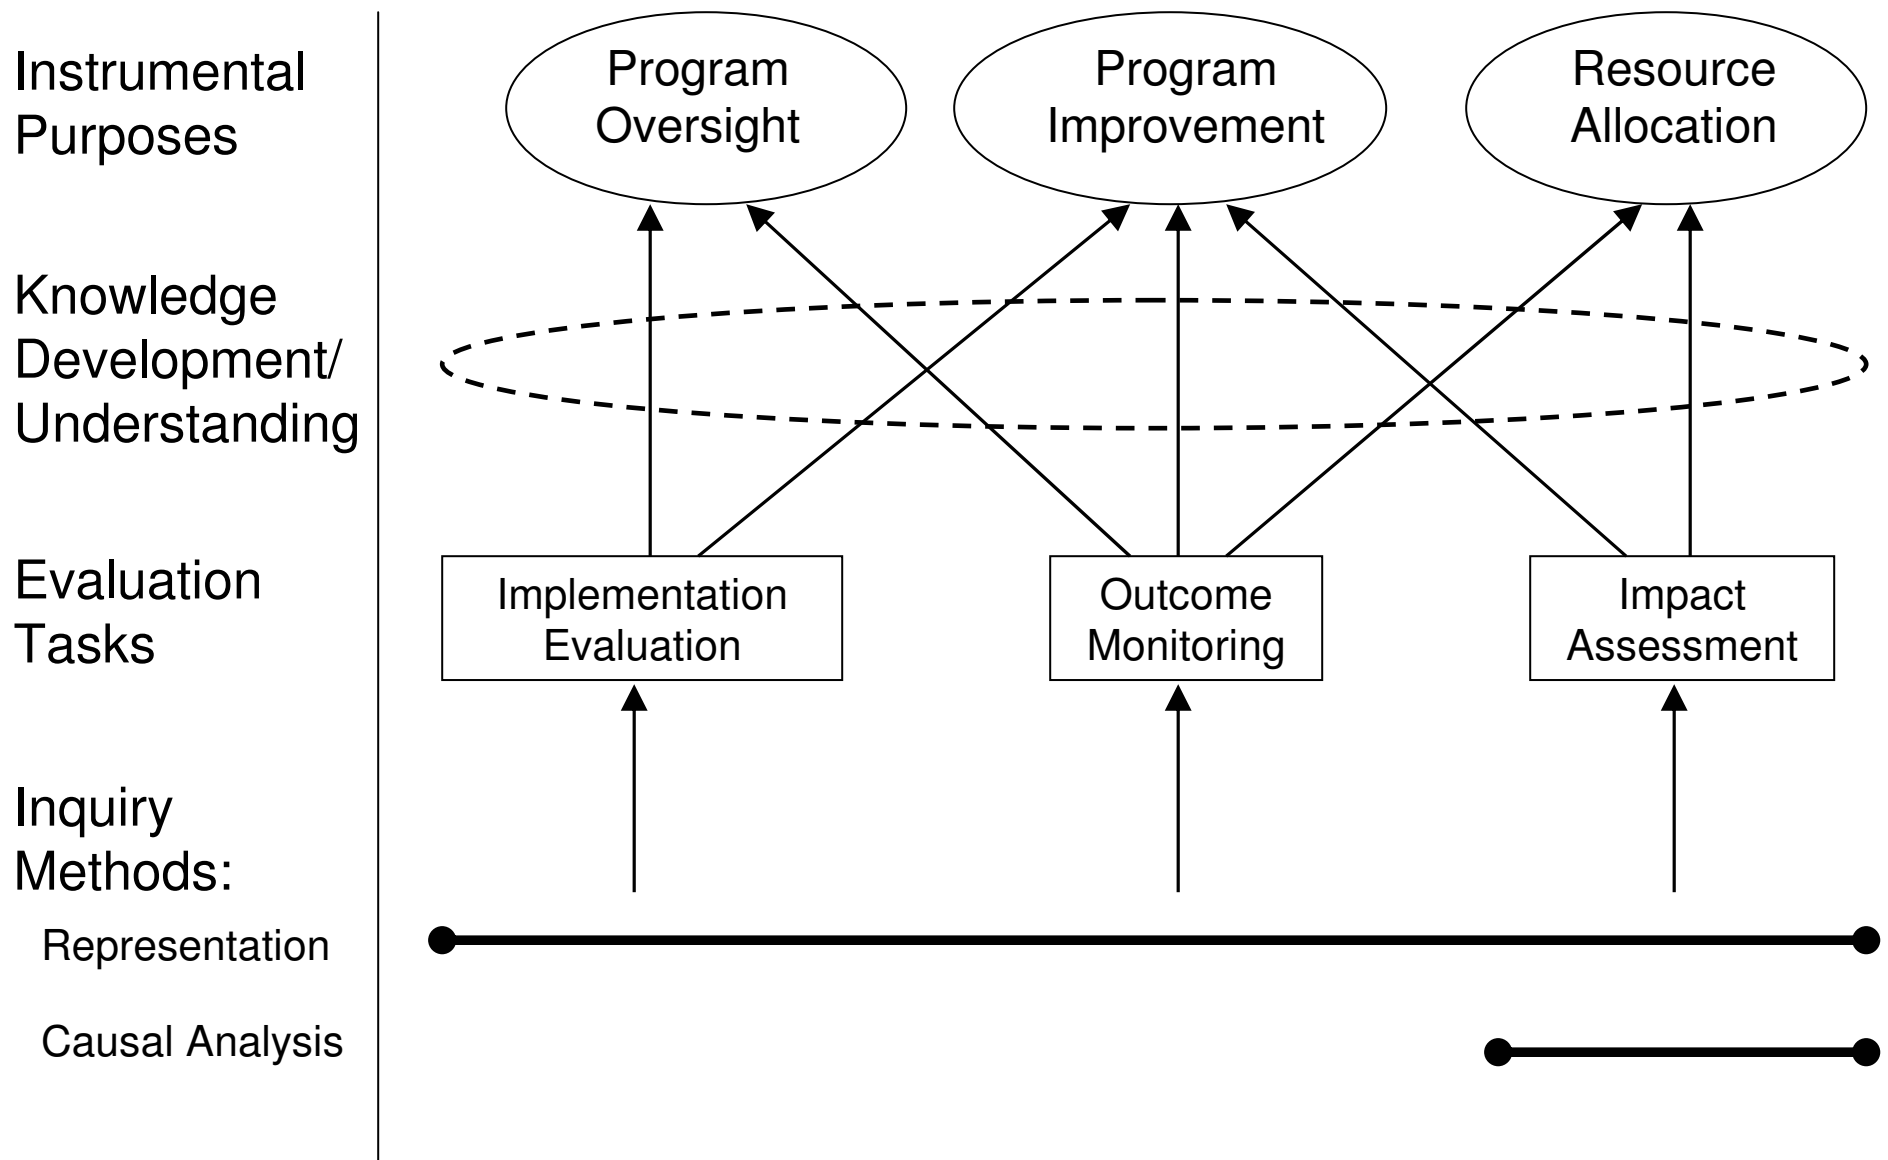 Instrumental
Purposes
Program
Oversight
Program
Improvement
Resource
Allocation
Knowledge
Development/
Understanding
Evaluation
Tasks
Implementation
Evaluation
Outcome
Monitoring
Impact
Assessment
Inquiry
Methods:
Representation
Causal Analysis